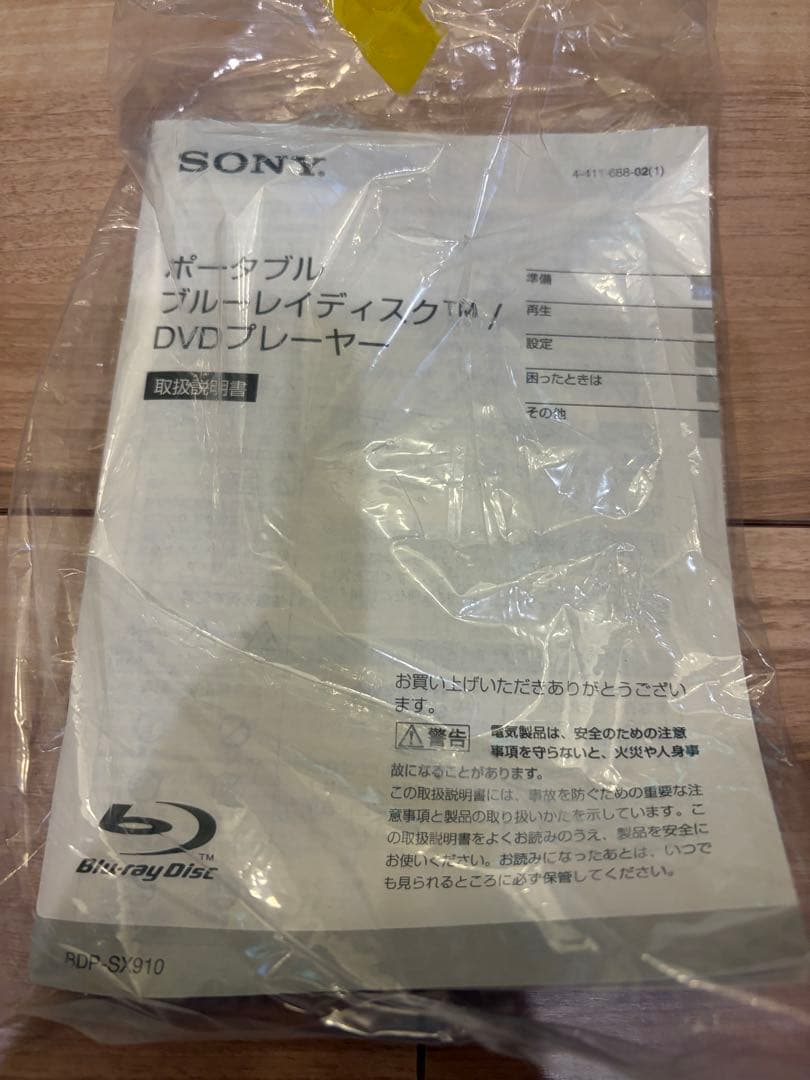 SONY
4-411-688-02(1)
ポータブル
ブルーレイディスク™ /
DVDプレーヤー
取扱説明書
準備
再生
設定
困ったときは
その他
お買い上げいただきありがとうござい
ます。
警告
電気製品は、安全のための注意
事項を守らないと、火災や人身事
故になることがあります。
この取扱説明書には、事故を防ぐための重要な注
意事項と製品の取り扱いかたを示しています。こ
の取扱説明書をよくお読みのうえ、製品を安全に
お使いください。お読みになったあとは、いつで
も見られるところに必ず保管してください。
Blu-ray Disc™
BDP-SX910